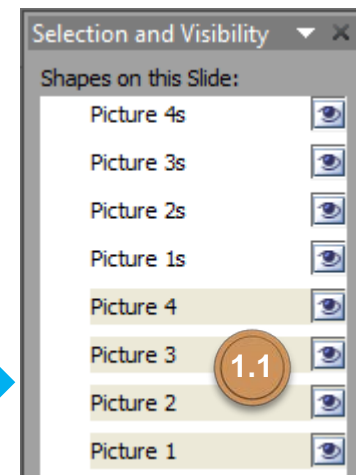 Selection and Visibility
Shapes on this Slide:
Picture 4s
Picture 3s
Picture 2s
Picture 1s
Picture 4
Picture 3
1.1
Picture 2
Picture 1